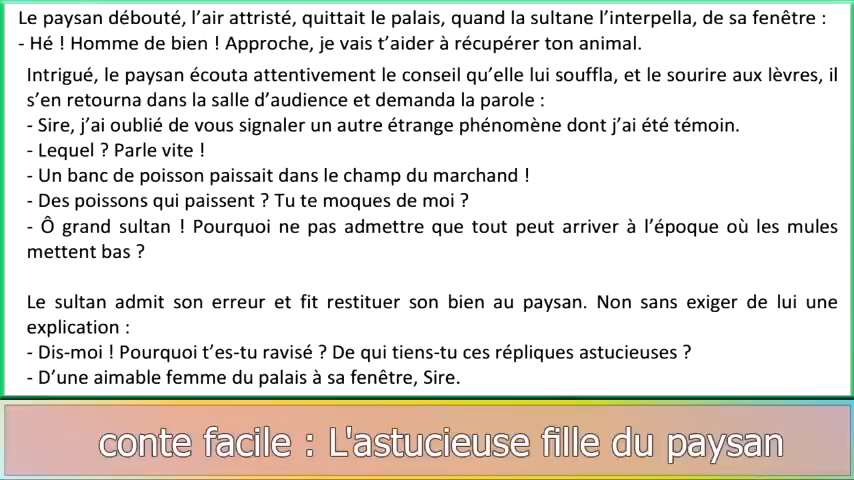 Le paysan débouté, l’air attristé, quittait le palais, quand la sultane l’interpella, de sa fenêtre :
- Hé ! Homme de bien ! Approche, je vais t’aider à récupérer ton animal.
Intrigué, le paysan écouta attentivement le conseil qu’elle lui souffla, et le sourire aux lèvres, il
s’en retourna dans la salle d’audience et demanda la parole :
- Sire, j’ai oublié de vous signaler un autre étrange phénomène dont j’ai été témoin.
- Lequel ? Parle vite !
- Un banc de poisson paissait dans le champ du marchand !
- Des poissons qui paissent ? Tu te moques de moi ?
- Ô grand sultan ! Pourquoi ne pas admettre que tout peut arriver à l’époque où les mules
mettent bas ?
Le sultan admit son erreur et fit restituer son bien au paysan. Non sans exiger de lui une
explication :
- Dis-moi ! Pourquoi t’es-tu ravisé ? De qui tiens-tu ces répliques astucieuses ?
- D’une aimable femme du palais à sa fenêtre, Sire.
conte facile : L'astucieuse fille du paysan